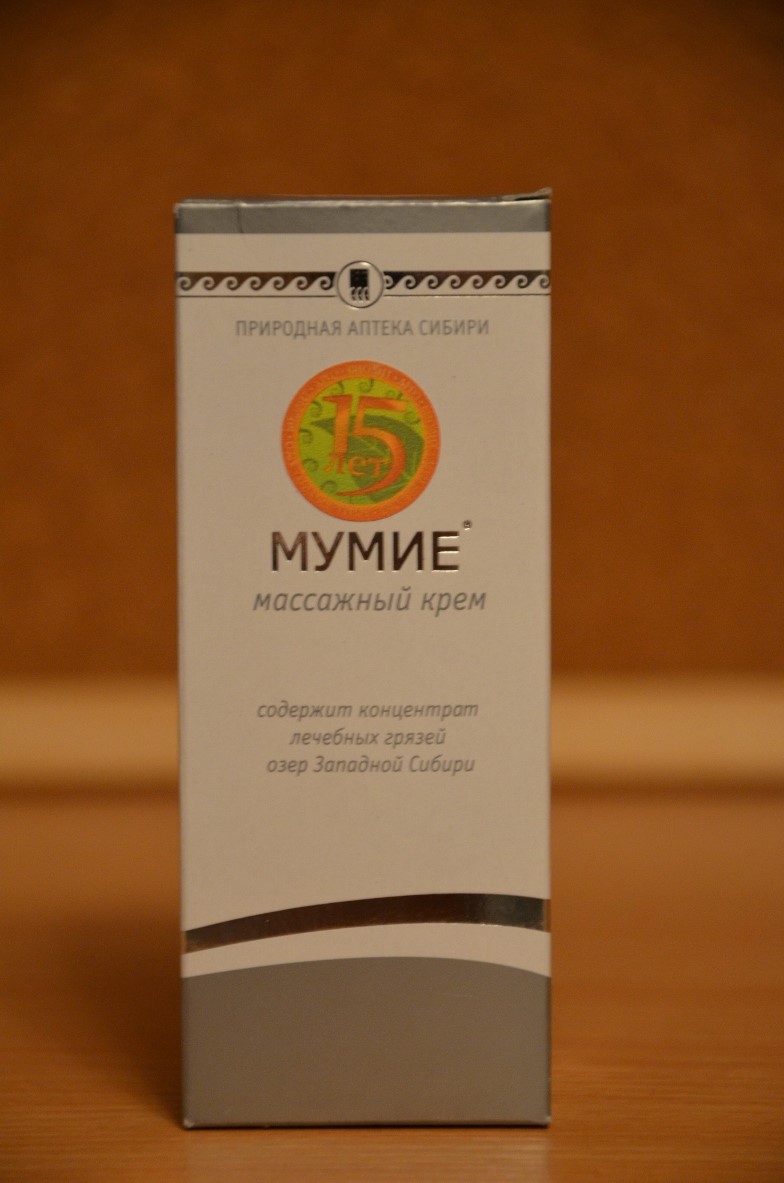 ПРИРОДНАЯ АПТЕКА СИБИРИ
15
лет
МУМИЕ®
массажный крем
содержит концентрат
лечебных грязей
озер Западной Сибири